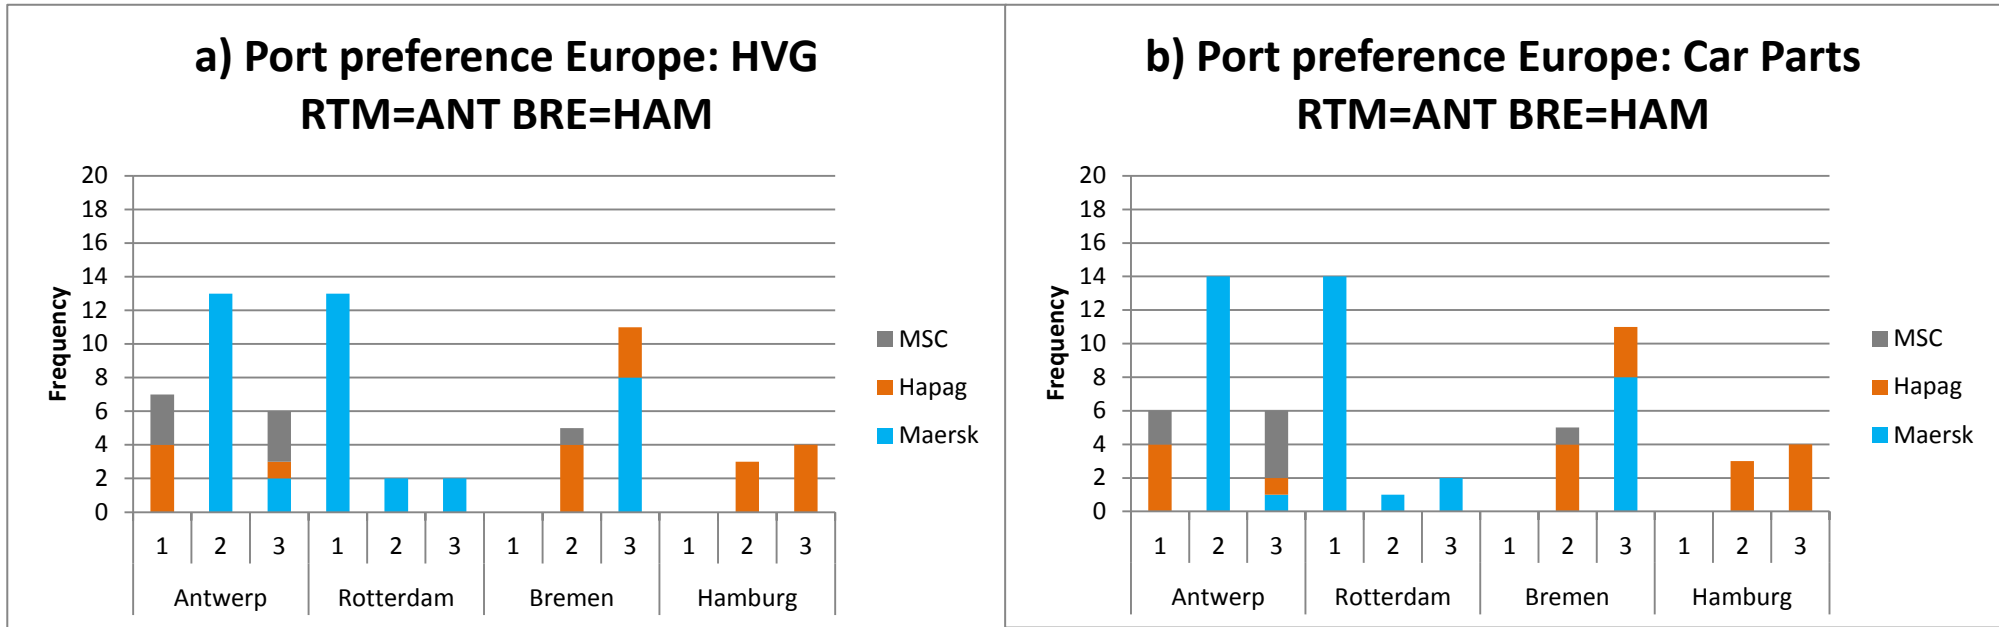 a) Port preference Europe: HVG
RTM=ANT BRE=HAM
20
18
16
14
12
10
8
6
4
2
0
Frequency
1 2 3 1 2 3 1 2 3 1 2 3
Antwerp Rotterdam Bremen Hamburg
MSC
Hapag
Maersk
b) Port preference Europe: Car Parts
RTM=ANT BRE=HAM
20
18
16
14
12
10
8
6
4
2
0
Frequency
1 2 3 1 2 3 1 2 3 1 2 3
Antwerp Rotterdam Bremen Hamburg
MSC
Hapag
Maersk